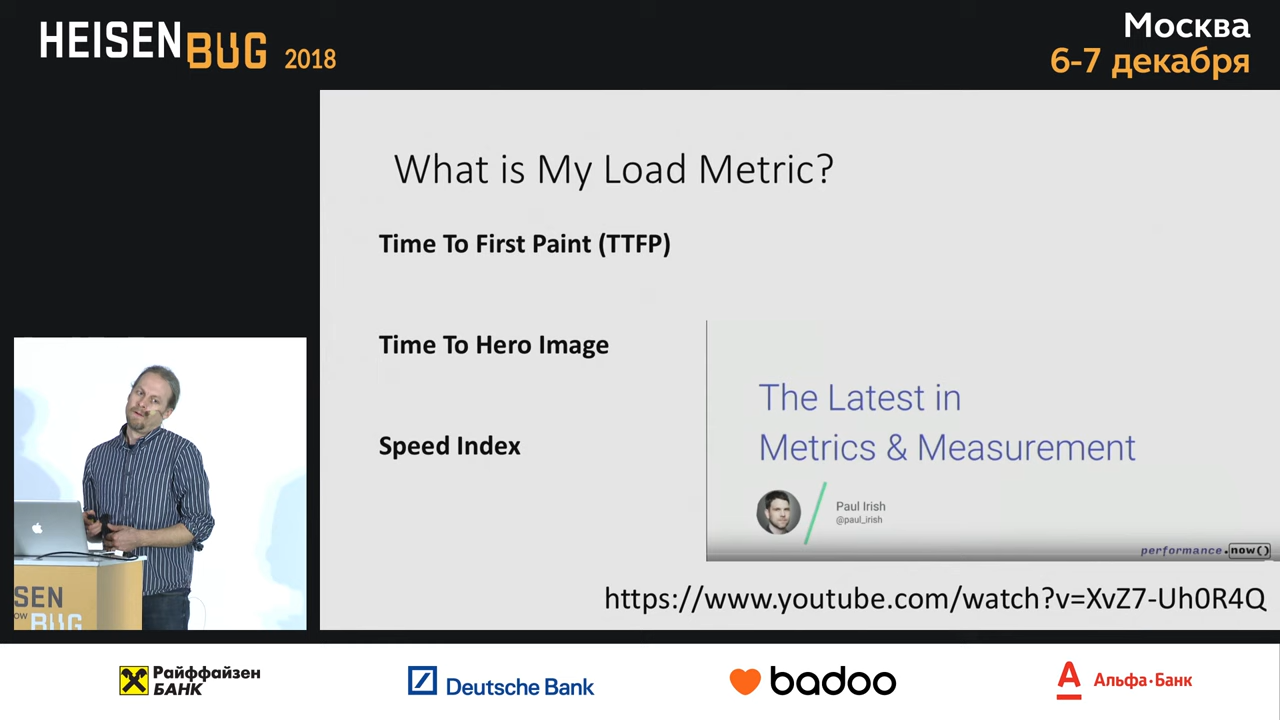 HEISENBUG 2018
Москва
6-7 декабря
What is My Load Metric?
Time To First Paint (TTFP)
Time To Hero Image
Speed Index
The Latest in
Metrics & Measurement
Paul Irish
@paul_irish
performance.now()
https://www.youtube.com/watch?v=XvZ7-Uh0R4Q
SEN
OW
BUG
Райффайзен
БАНК
Deutsche Bank
badoo
Альфа·Банк